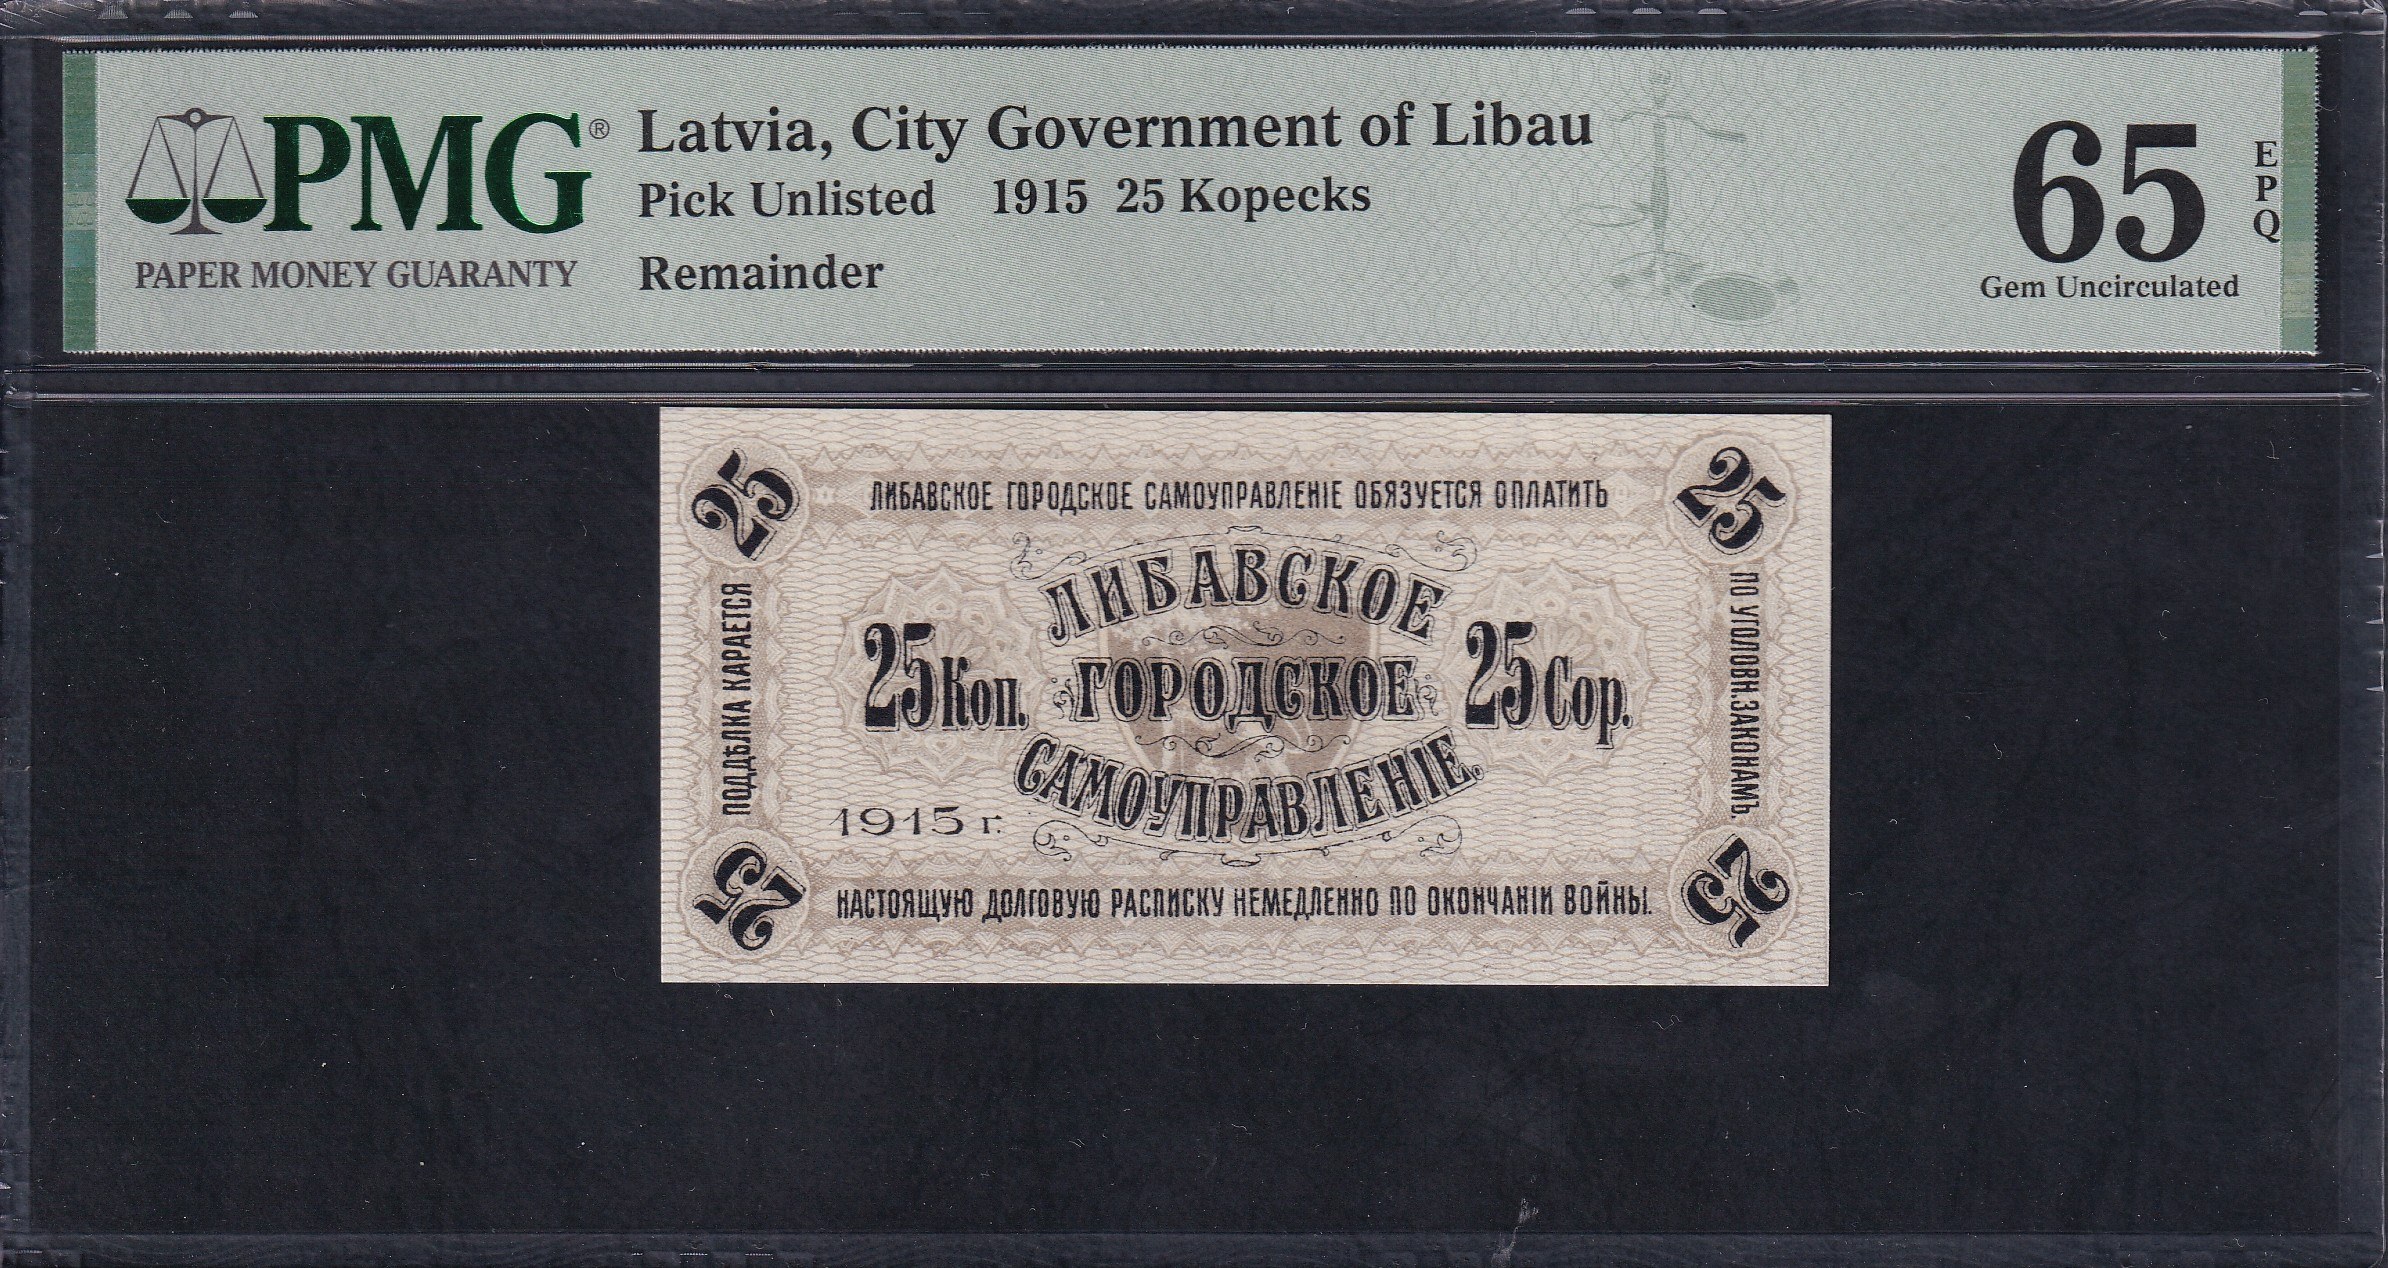 PMG®
PAPER MONEY GUARANTY
Latvia, City Government of Libau
Pick Unlisted 1915 25 Kopecks
Remainder
65
EPQ
Gem Uncirculated
25
25
ЛИБАВСКОЕ ГОРОДСКОЕ САМОУПРАВЛЕНІЕ ОБЯЗУЕТСЯ ОПЛАТИТЬ
ПОДДѢЛКА КАРАЕТСЯ
ПО УГОЛОВН. ЗАКОНАМЪ.
ЛИБАВСКОЕ
25 Коп.
ГОРОДСКОЕ
25 Cop.
САМОУПРАВЛЕНІЕ.
1915 г.
НАСТОЯЩУЮ ДОЛГОВУЮ РАСПИСКУ НЕМЕДЛЕННО ПО ОКОНЧАНІИ ВОЙНЫ.
25
25